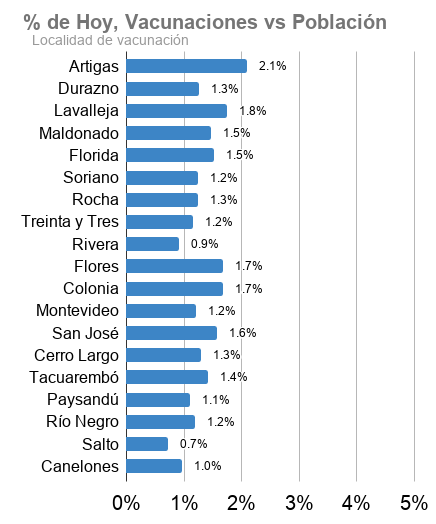 % de Hoy, Vacunaciones vs Población
Localidad de vacunación
Artigas 2.1%
Durazno 1.3%
Lavalleja 1.8%
Maldonado 1.5%
Florida 1.5%
Soriano 1.2%
Rocha 1.3%
Treinta y Tres 1.2%
Rivera 0.9%
Flores 1.7%
Colonia 1.7%
Montevideo 1.2%
San José 1.6%
Cerro Largo 1.3%
Tacuarembó 1.4%
Paysandú 1.1%
Río Negro 1.2%
Salto 0.7%
Canelones 1.0%
0% 1% 2% 3% 4% 5%